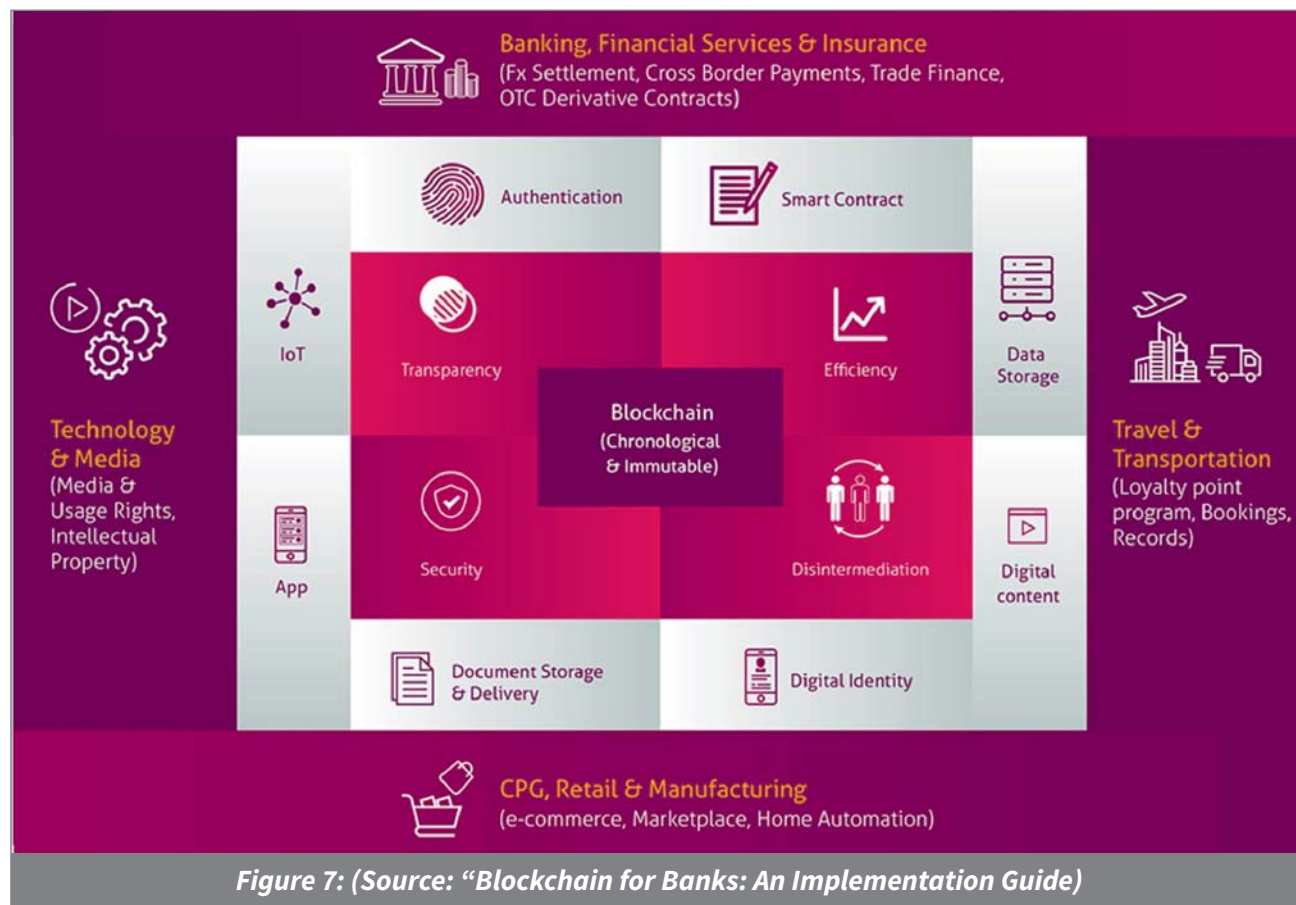 Banking, Financial Services & Insurance
(Fx Settlement, Cross Border Payments, Trade Finance,
OTC Derivative Contracts)
Authentication
Smart Contract
IoT
Transparency
Efficiency
Data
Storage
Blockchain
(Chronological
& Immutable)
Technology
& Media
(Media &
Usage Rights,
Intellectual
Property)
Travel &
Transportation
(Loyalty point
program, Bookings,
Records)
App
Security
Disintermediation
Digital
content
Document Storage
& Delivery
Digital Identity
CPG, Retail & Manufacturing
(e-commerce, Marketplace, Home Automation)
Figure 7: (Source: “Blockchain for Banks: An Implementation Guide)